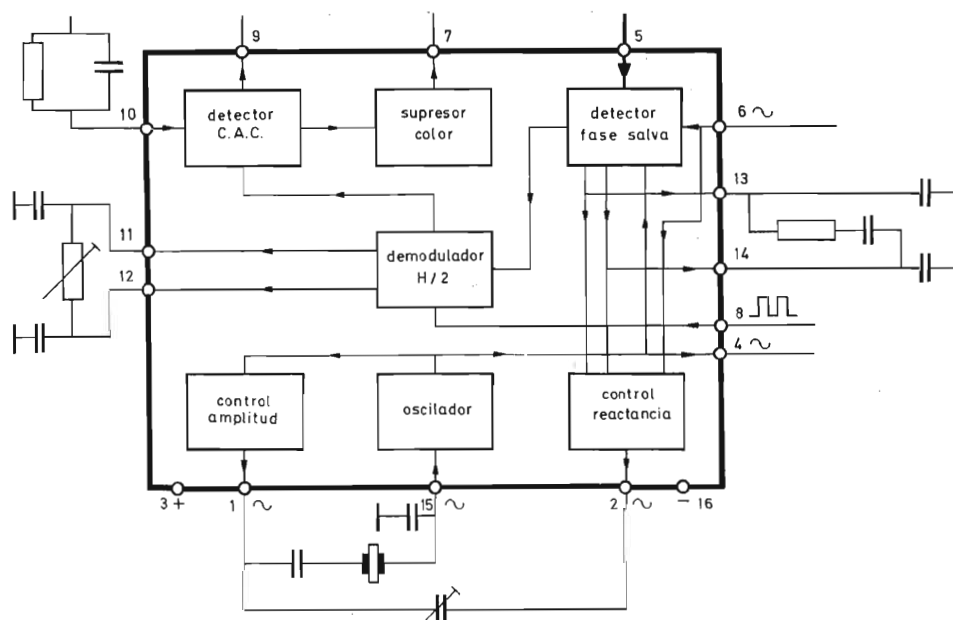 9
7
5
10
detector
C.A.C.
supresor
color
detector
fase salva
6 ∿
13
11
12
demodulador
H/2
14
8
4 ∿
control
amplitud
oscilador
control
reactancia
3 +
1 ∿
15 ∿
2 ∿
− 16